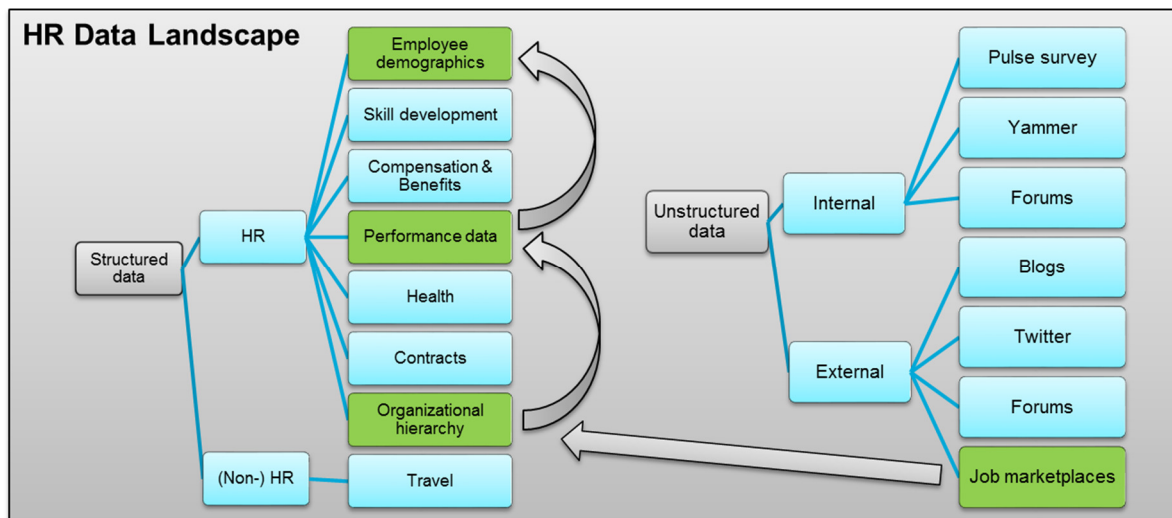 HR Data Landscape
Employee
demographics
Skill development
Compensation &
Benefits
Performance data
Health
Contracts
Organizational
hierarchy
Travel
HR
(Non-) HR
Structured
data
Unstructured
data
Internal
External
Pulse survey
Yammer
Forums
Blogs
Twitter
Forums
Job marketplaces